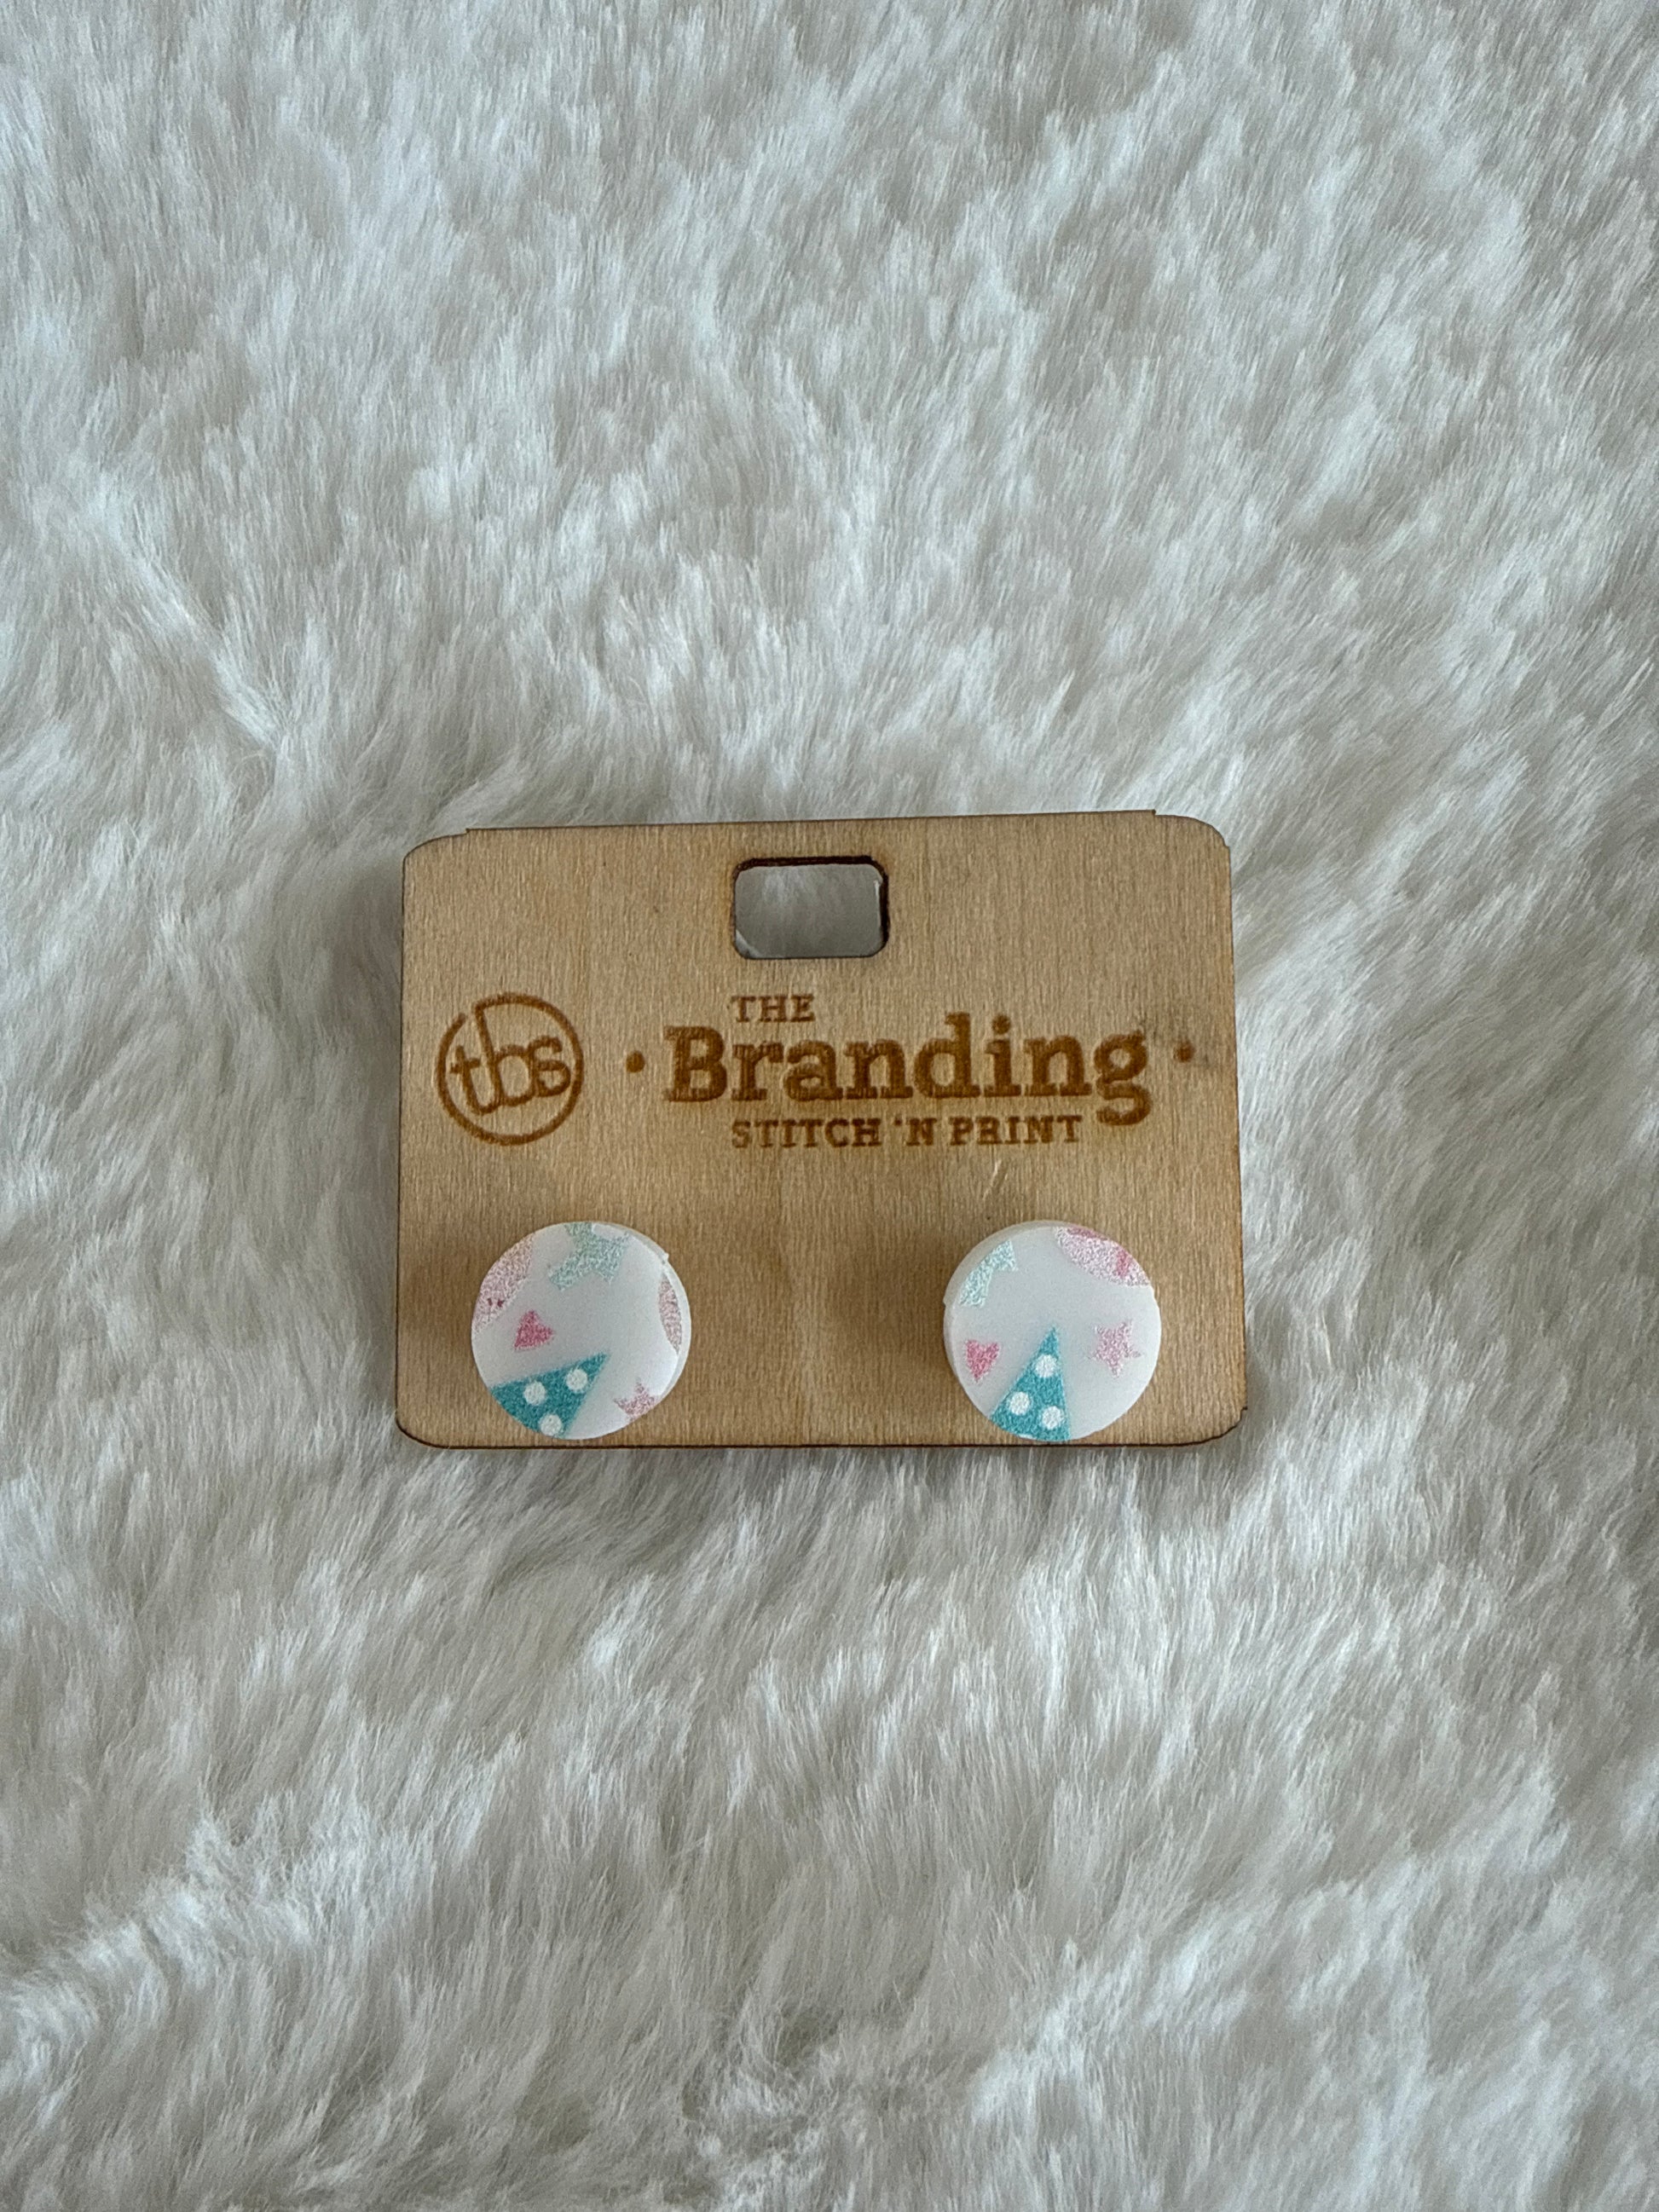 tbs
THE
· Branding ·
STITCH 'N PRINT